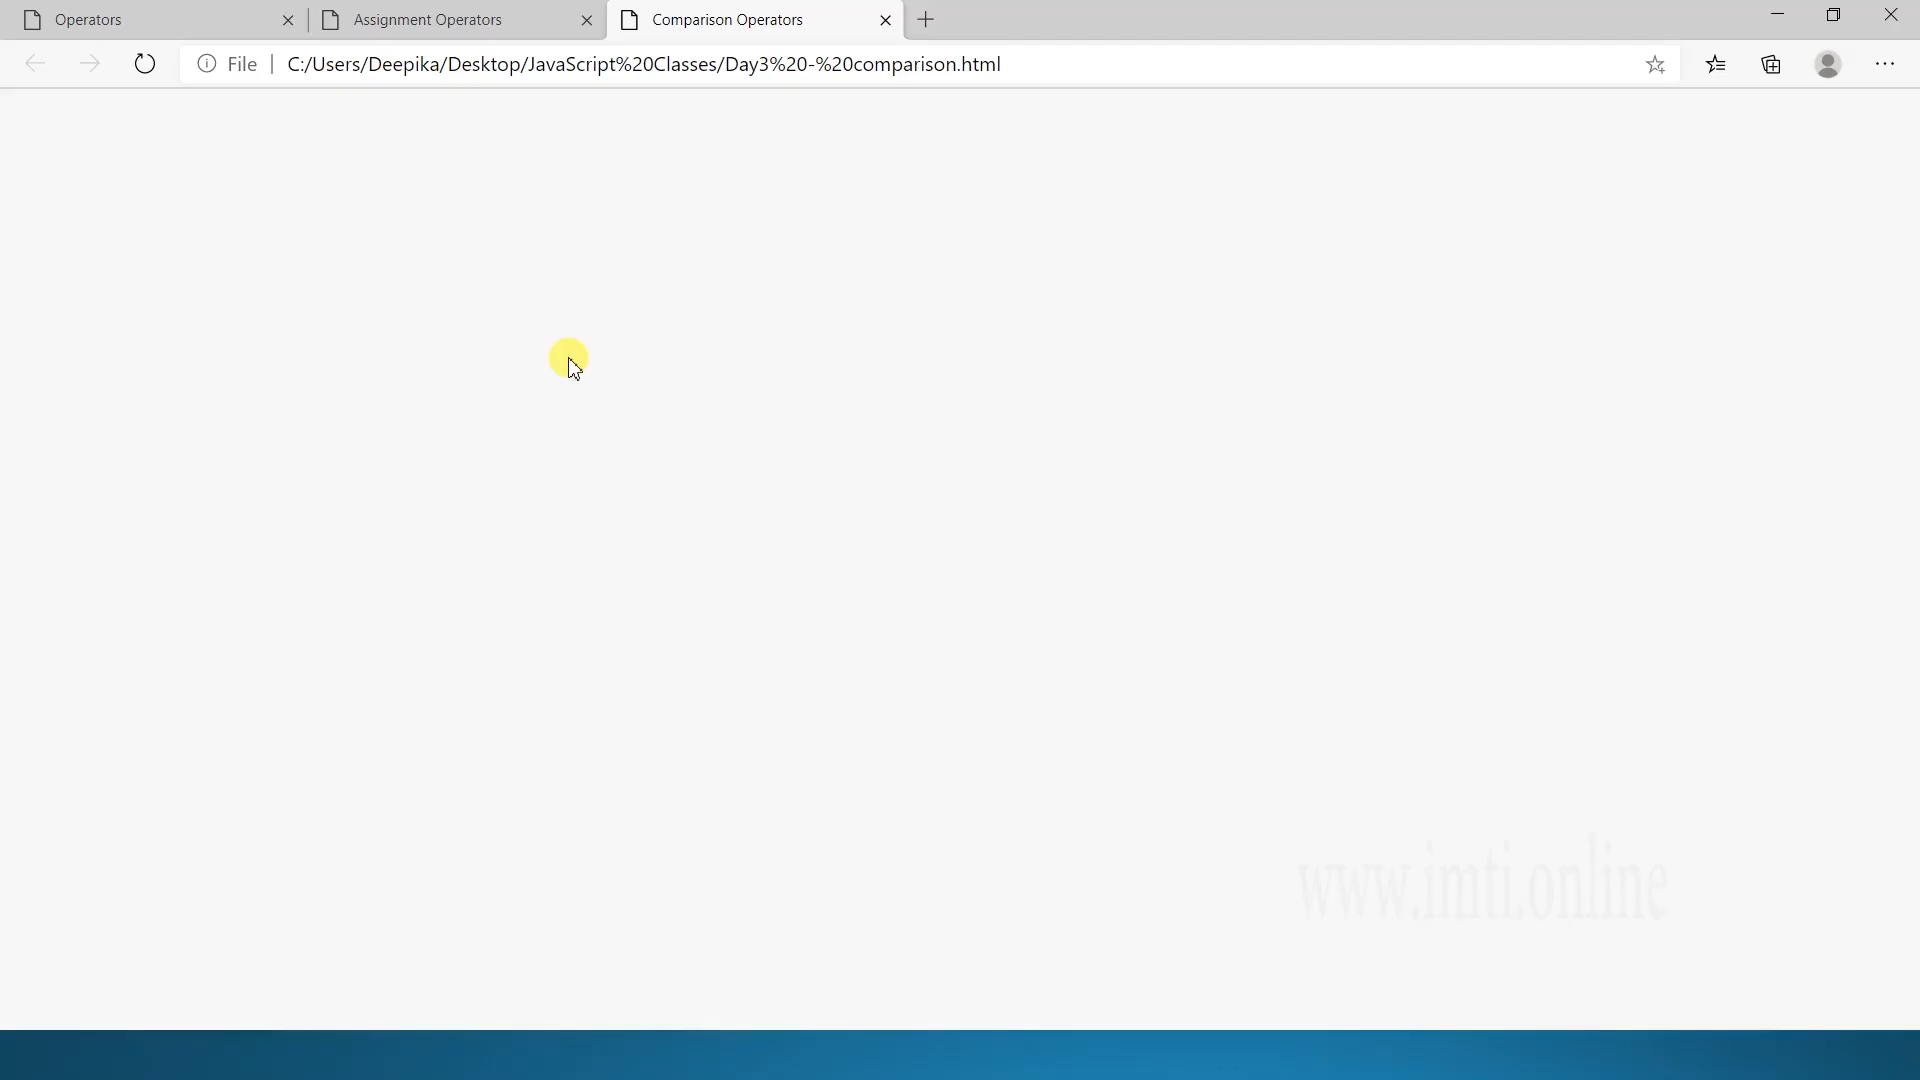 Operators
Assignment Operators
Comparison Operators
File
C:/Users/Deepika/Desktop/JavaScript%20Classes/Day3%20-%20comparison.html
www.imti.online